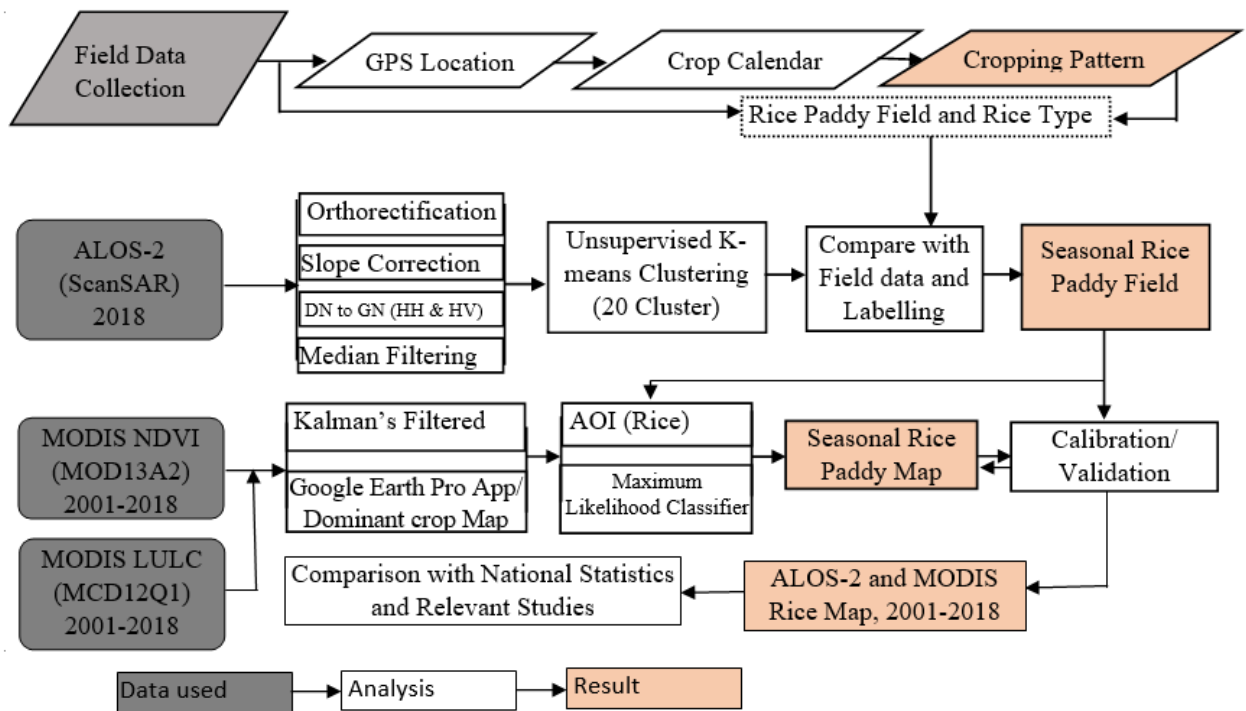 Field Data
Collection
GPS Location
Crop Calendar
Cropping Pattern
Rice Paddy Field and Rice Type
ALOS-2
(ScanSAR)
2018
Orthorectification
Slope Correction
DN to GN (HH & HV)
Median Filtering
Unsupervised K-
means Clustering
(20 Cluster)
Compare with
Field data and
Labelling
Seasonal Rice
Paddy Field
MODIS NDVI
(MOD13A2)
2001-2018
Kalman's Filtered
Google Earth Pro App/
Dominant crop Map
AOI (Rice)
Maximum
Likelihood Classifier
Seasonal Rice
Paddy Map
Calibration/
Validation
MODIS LULC
(MCD12Q1)
2001-2018
Comparison with National Statistics
and Relevant Studies
ALOS-2 and MODIS
Rice Map, 2001-2018
Data used
Analysis
Result